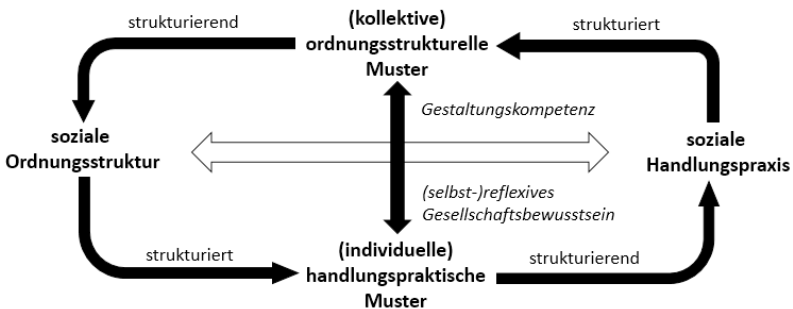 (kollektive)
ordnungsstrukturelle
Muster
strukturierend
strukturiert
Gestaltungskompetenz
soziale
Ordnungsstruktur
soziale
Handlungspraxis
(selbst-)reflexives
Gesellschaftsbewusstsein
strukturiert
(individuelle)
handlungspraktische
Muster
strukturierend